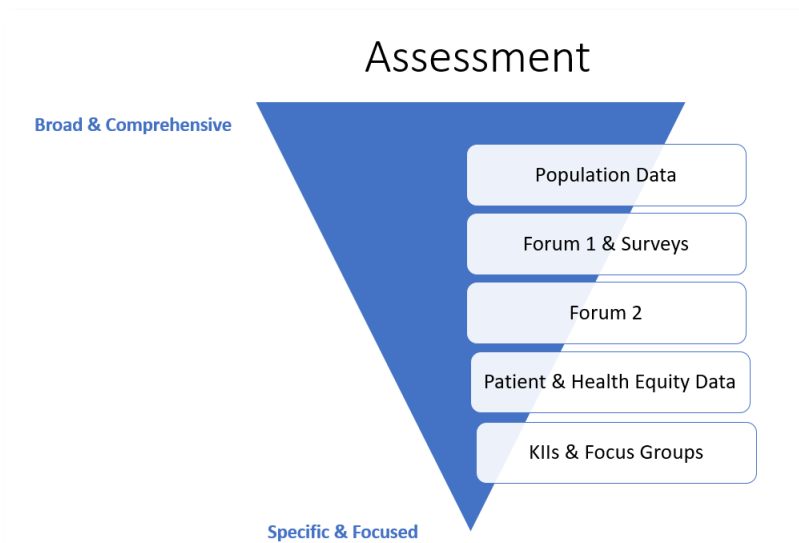 Assessment
Broad & Comprehensive
Population Data
Forum 1 & Surveys
Forum 2
Patient & Health Equity Data
KIIs & Focus Groups
Specific & Focused